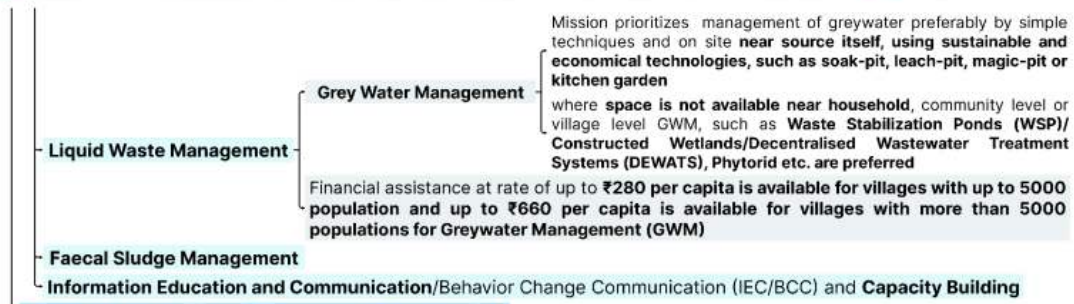 Mission prioritizes management of greywater preferably by simple
techniques and on site near source itself, using sustainable and
economical technologies, such as soak-pit, leach-pit, magic-pit or
kitchen garden
Grey Water Management
where space is not available near household, community level or
village level GWM, such as Waste Stabilization Ponds (WSP)/
Constructed Wetlands/Decentralised Wastewater Treatment
Systems (DEWATS), Phytorid etc. are preferred
Liquid Waste Management
Financial assistance at rate of up to ₹280 per capita is available for villages with up to 5000
population and up to ₹660 per capita is available for villages with more than 5000
populations for Greywater Management (GWM)
Faecal Sludge Management
Information Education and Communication/Behavior Change Communication (IEC/BCC) and Capacity Building